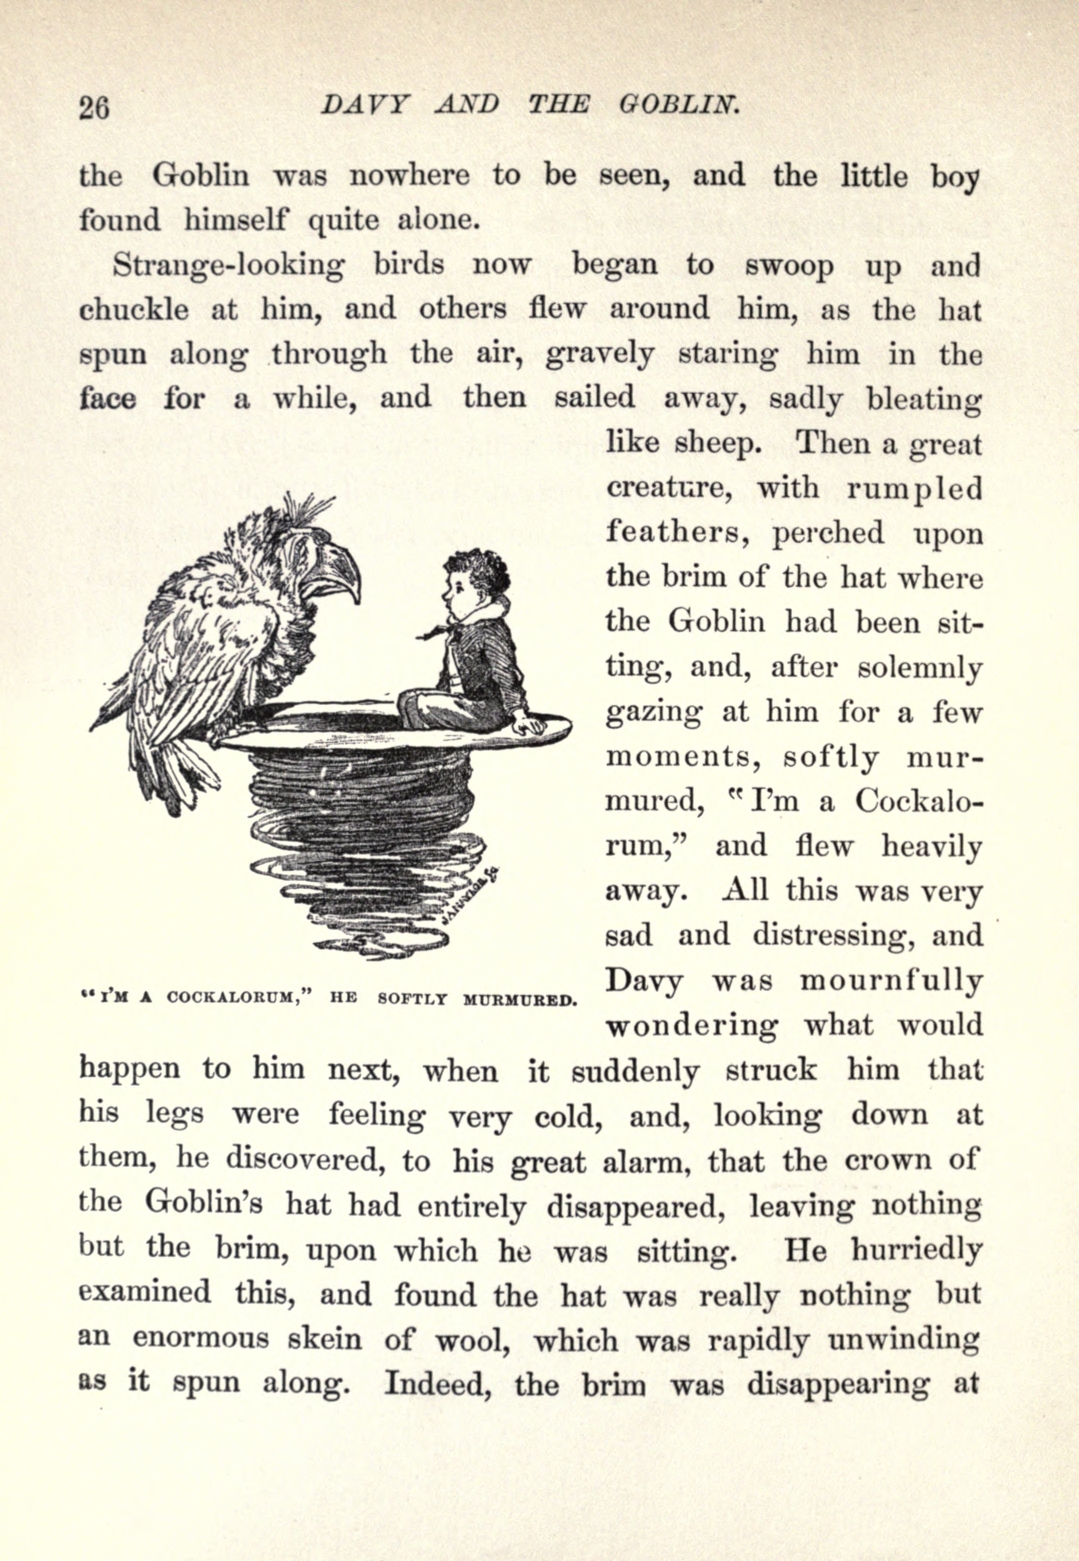 26 DAVY AND THE GOBLIN.
the Goblin was nowhere to be seen, and the little boy
found himself quite alone.
Strange-looking birds now began to swoop up and
chuckle at him, and others flew around him, as the hat
spun along through the air, gravely staring him in the
face for a while, and then sailed away, sadly bleating
like sheep. Then a great
creature, with rumpled
feathers, perched upon
the brim of the hat where
the Goblin had been sit-
ting, and, after solemnly
gazing at him for a few
moments, softly mur-
mured, “I’m a Cockalo-
rum,” and flew heavily
away. All this was very
sad and distressing, and
Davy was mournfully
wondering what would
“I’M A COCKALORUM,” HE SOFTLY MURMURED.
happen to him next, when it suddenly struck him that
his legs were feeling very cold, and, looking down at
them, he discovered, to his great alarm, that the crown of
the Goblin’s hat had entirely disappeared, leaving nothing
but the brim, upon which he was sitting. He hurriedly
examined this, and found the hat was really nothing but
an enormous skein of wool, which was rapidly unwinding
as it spun along. Indeed, the brim was disappearing at